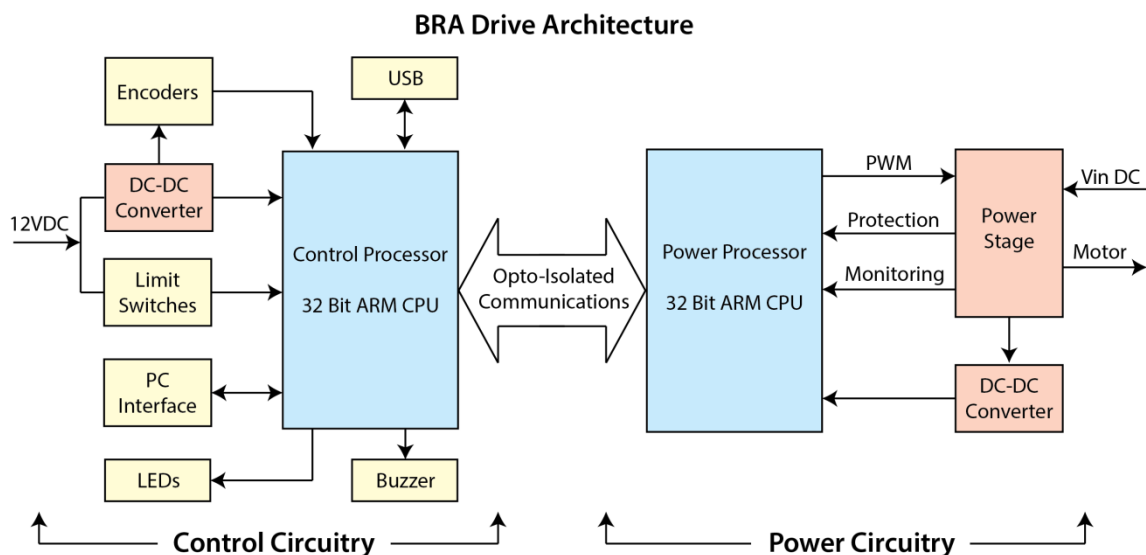 BRA Drive Architecture
Encoders
USB
DC-DC
Converter
12VDC
Limit
Switches
PC
Interface
LEDs
Buzzer
Control Processor
32 Bit ARM CPU
Opto-Isolated
Communications
Power Processor
32 Bit ARM CPU
PWM
Protection
Monitoring
Power
Stage
Vin DC
Motor
DC-DC
Converter
Control Circuitry
Power Circuitry